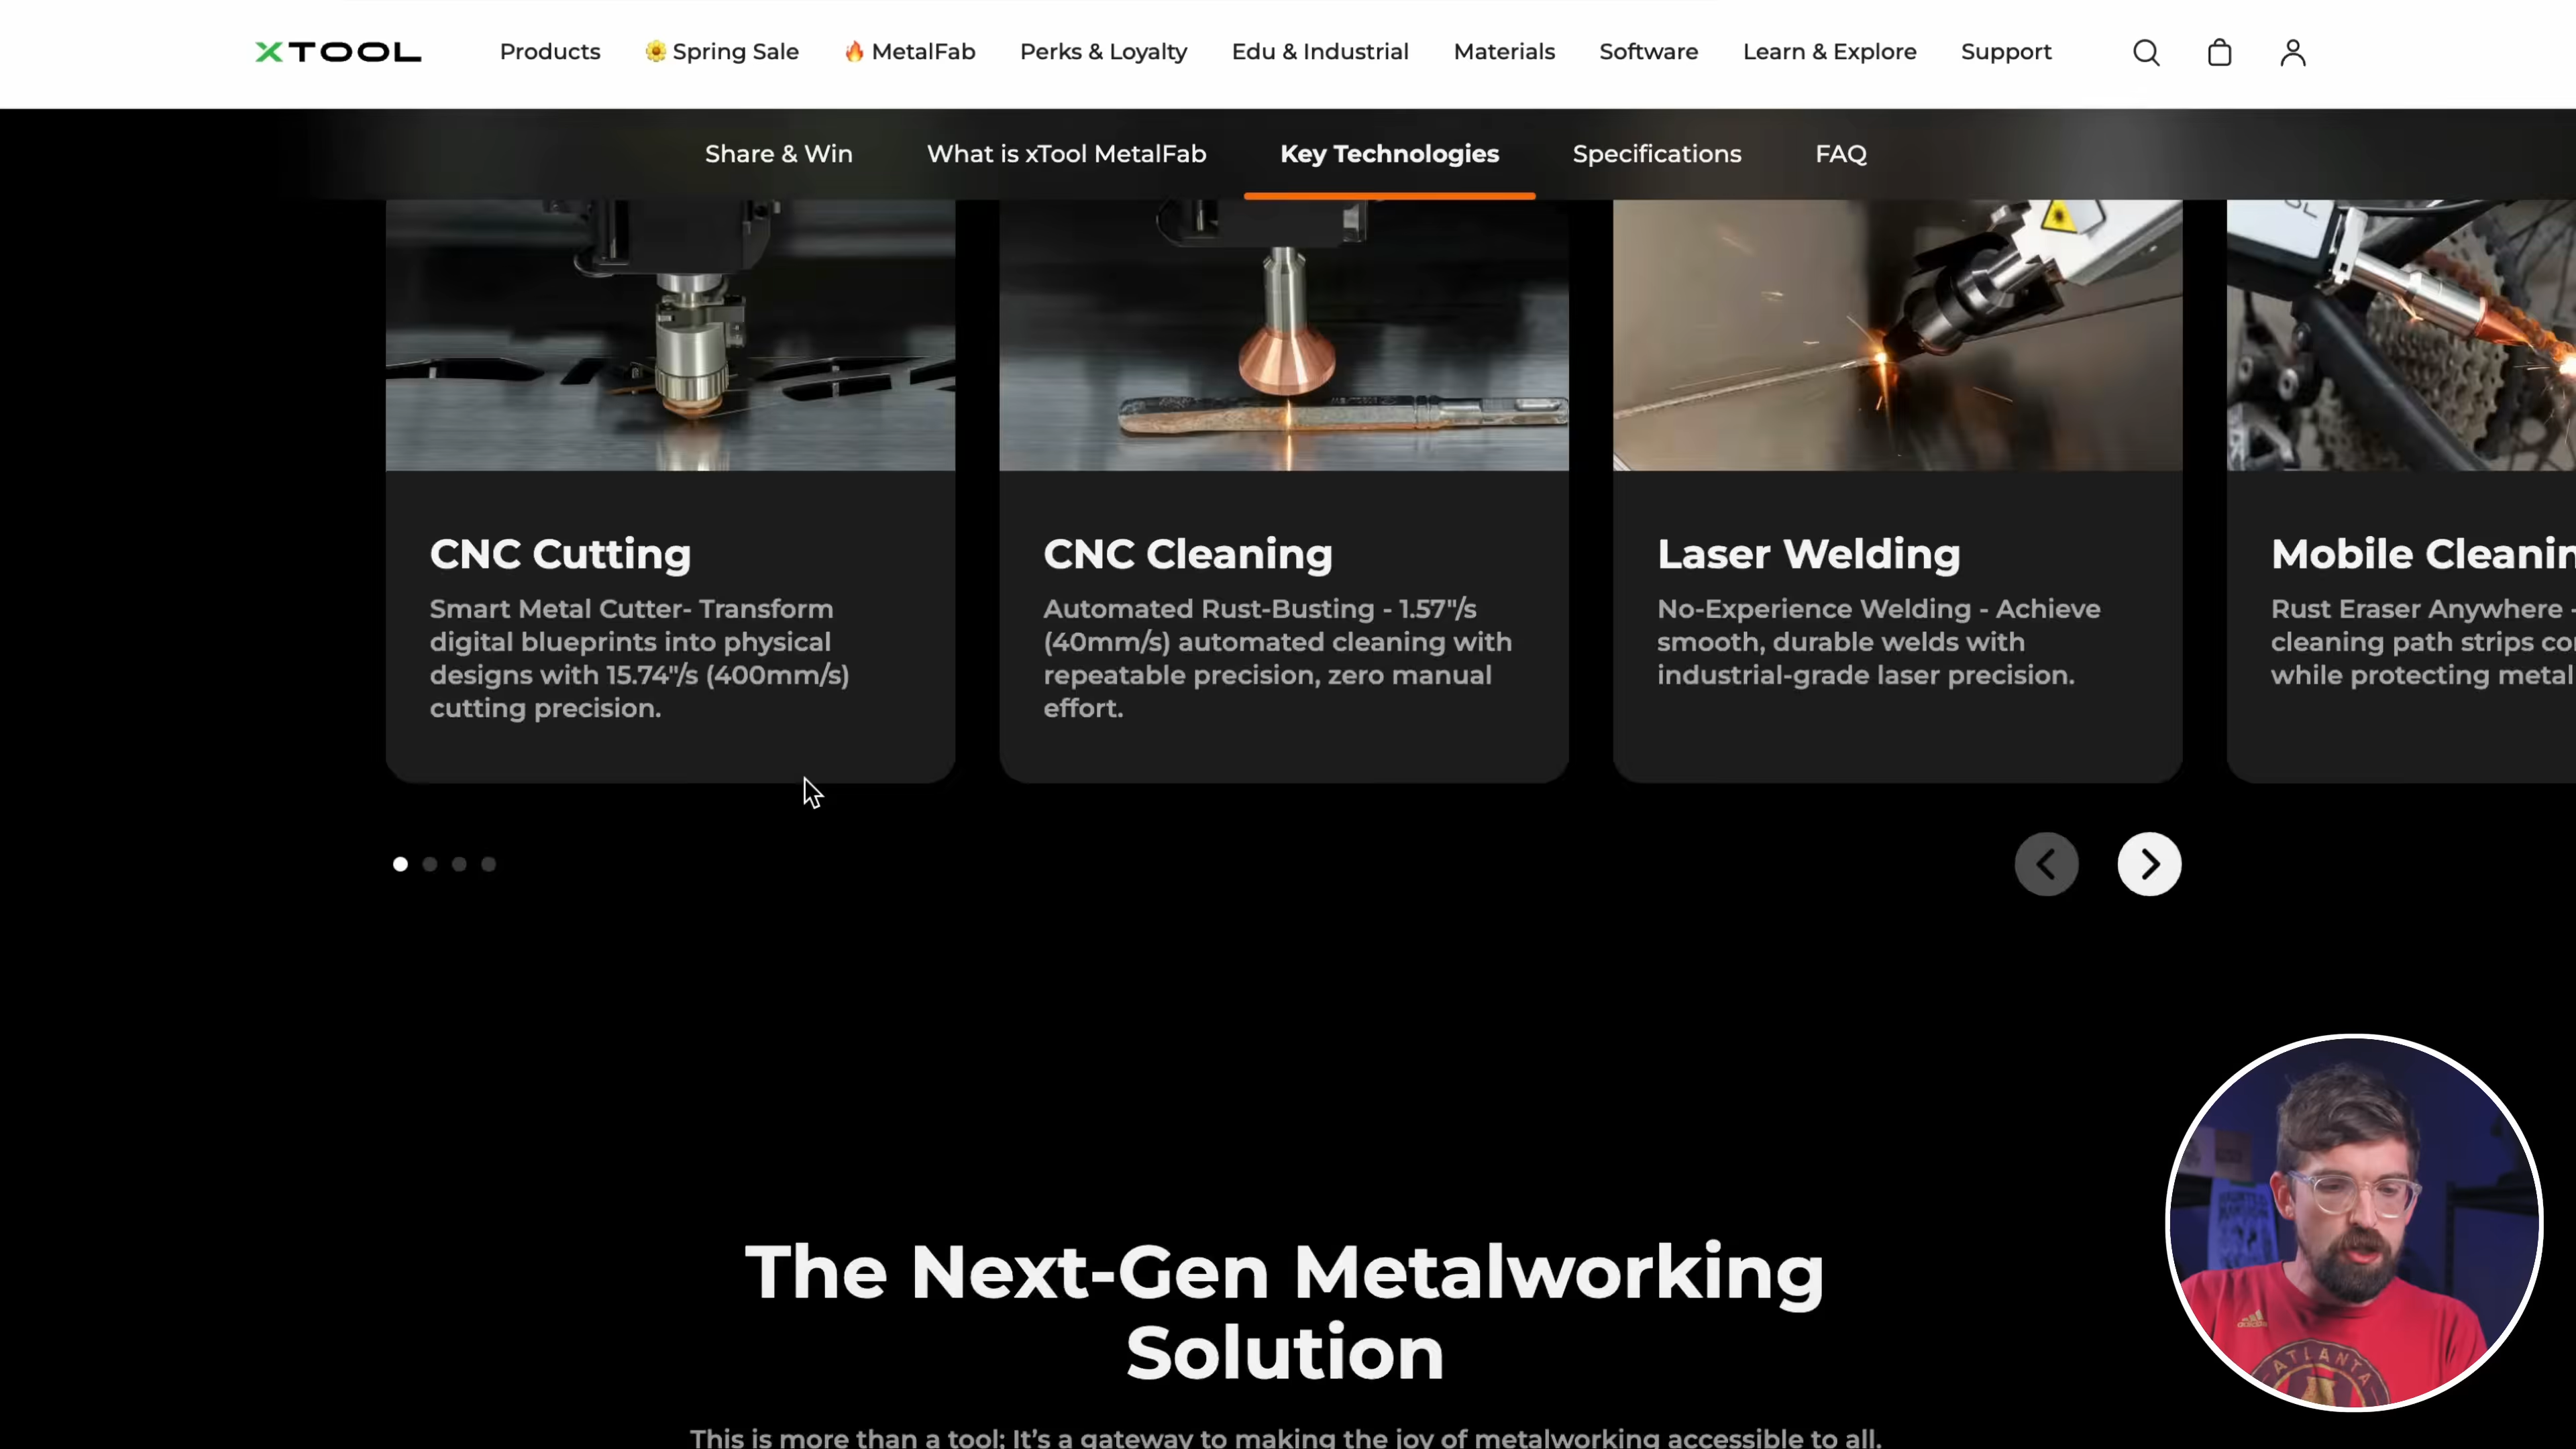 XTOOL
Products
Spring Sale
MetalFab
Perks & Loyalty
Edu & Industrial
Materials
Software
Learn & Explore
Support
Share & Win
What is xTool MetalFab
Key Technologies
Specifications
FAQ
CNC Cutting
Smart Metal Cutter- Transform
digital blueprints into physical
designs with 15.74"/s (400mm/s)
cutting precision.
CNC Cleaning
Automated Rust-Busting - 1.57"/s
(40mm/s) automated cleaning with
repeatable precision, zero manual
effort.
Laser Welding
No-Experience Welding - Achieve
smooth, durable welds with
industrial-grade laser precision.
Mobile Cleanin
Rust Eraser Anywhere -
cleaning path strips co
while protecting metal
The Next-Gen Metalworking
Solution
This is more than a tool; It's a gateway to making the joy of metalworking accessible to all.
adidas
ATLANTA